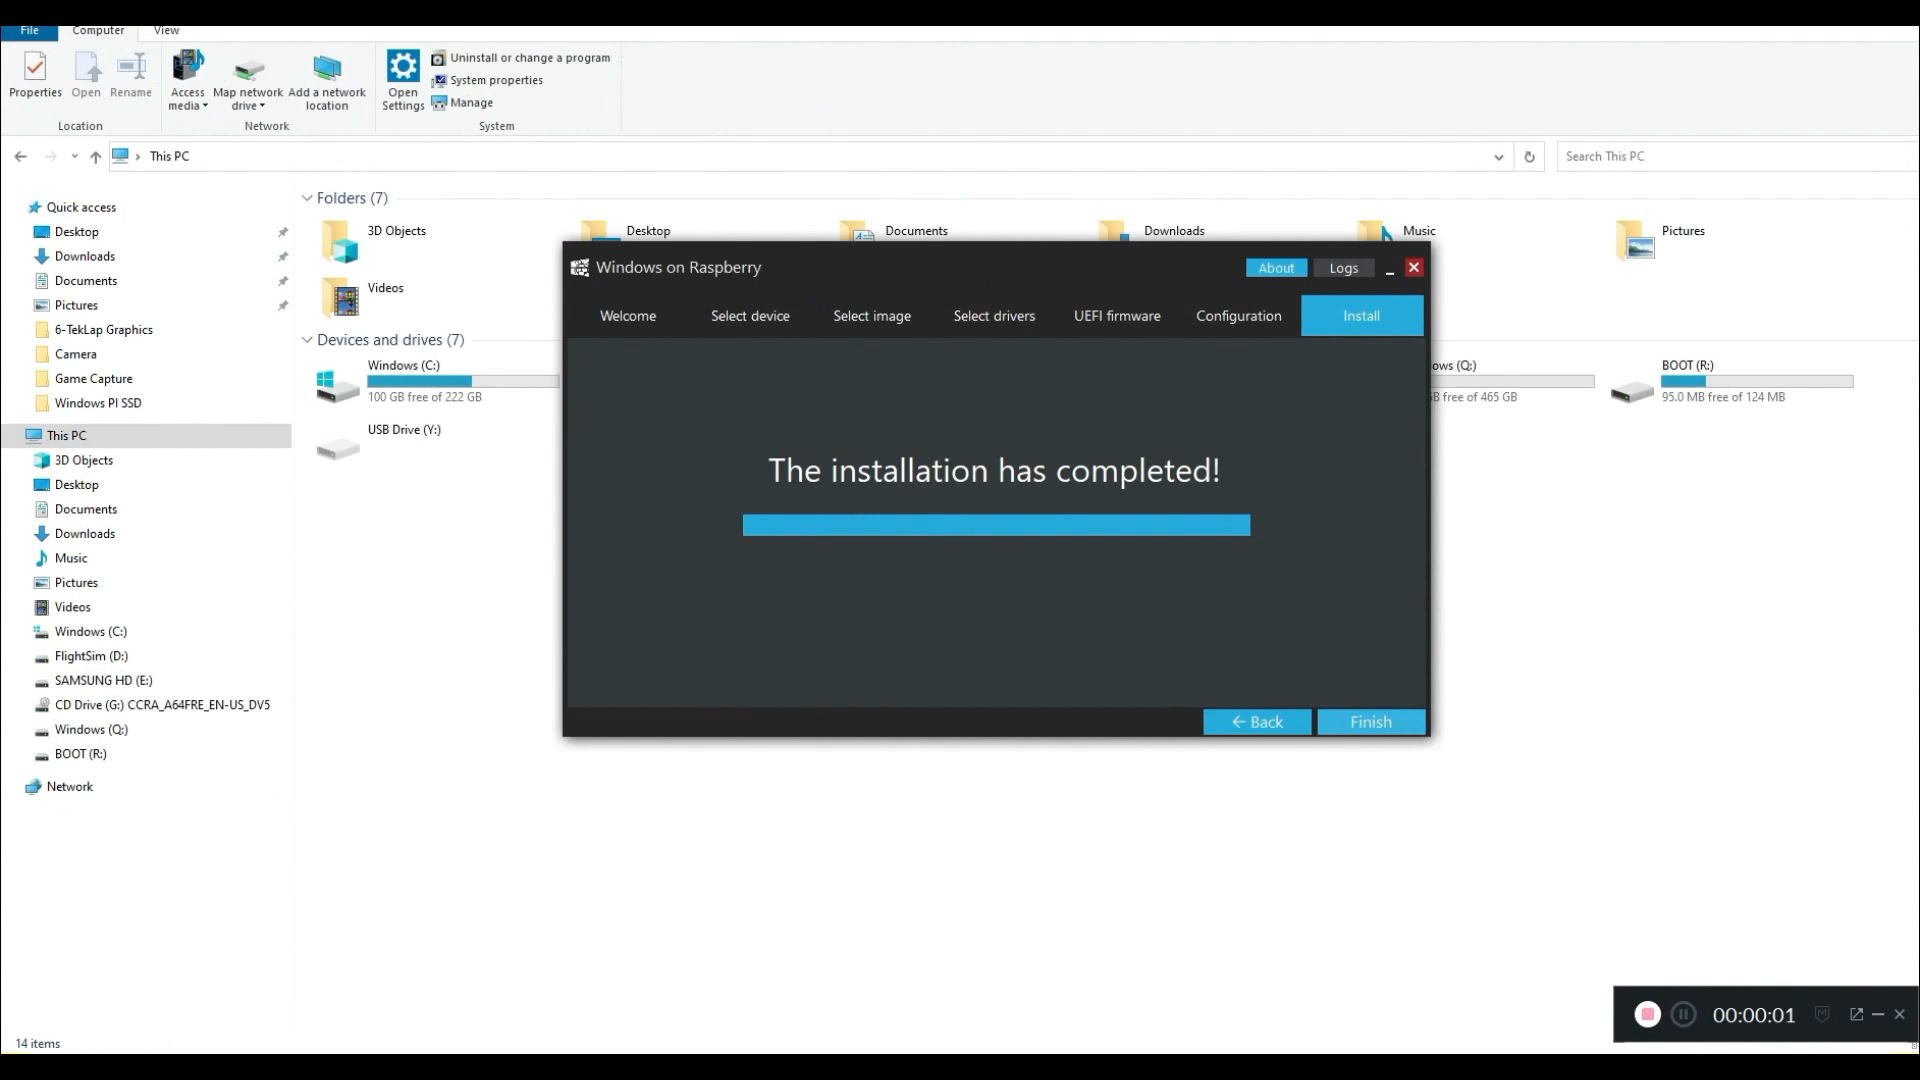 File
Computer
View
Properties
Open
Rename
Access media
Map network drive
Add a network location
Open Settings
Uninstall or change a program
System properties
Manage
Location
Network
System
This PC
Search This PC
Quick access
Desktop
Downloads
Documents
Pictures
6-TekLap Graphics
Camera
Game Capture
Windows PI SSD
This PC
3D Objects
Desktop
Documents
Downloads
Music
Pictures
Videos
Windows (C:)
FlightSim (D:)
SAMSUNG HD (E:)
CD Drive (G:) CCRA_A64FRE_EN-US_DV5
Windows (Q:)
BOOT (R:)
Network
Folders (7)
3D Objects
Desktop
Documents
Downloads
Music
Pictures
Videos
Devices and drives (7)
Windows (C:)
100 GB free of 222 GB
USB Drive (Y:)
ows (Q:)
B free of 465 GB
BOOT (R:)
95.0 MB free of 124 MB
Windows on Raspberry
About
Logs
Welcome
Select device
Select image
Select drivers
UEFI firmware
Configuration
Install
The installation has completed!
Back
Finish
14 items
00:00:01